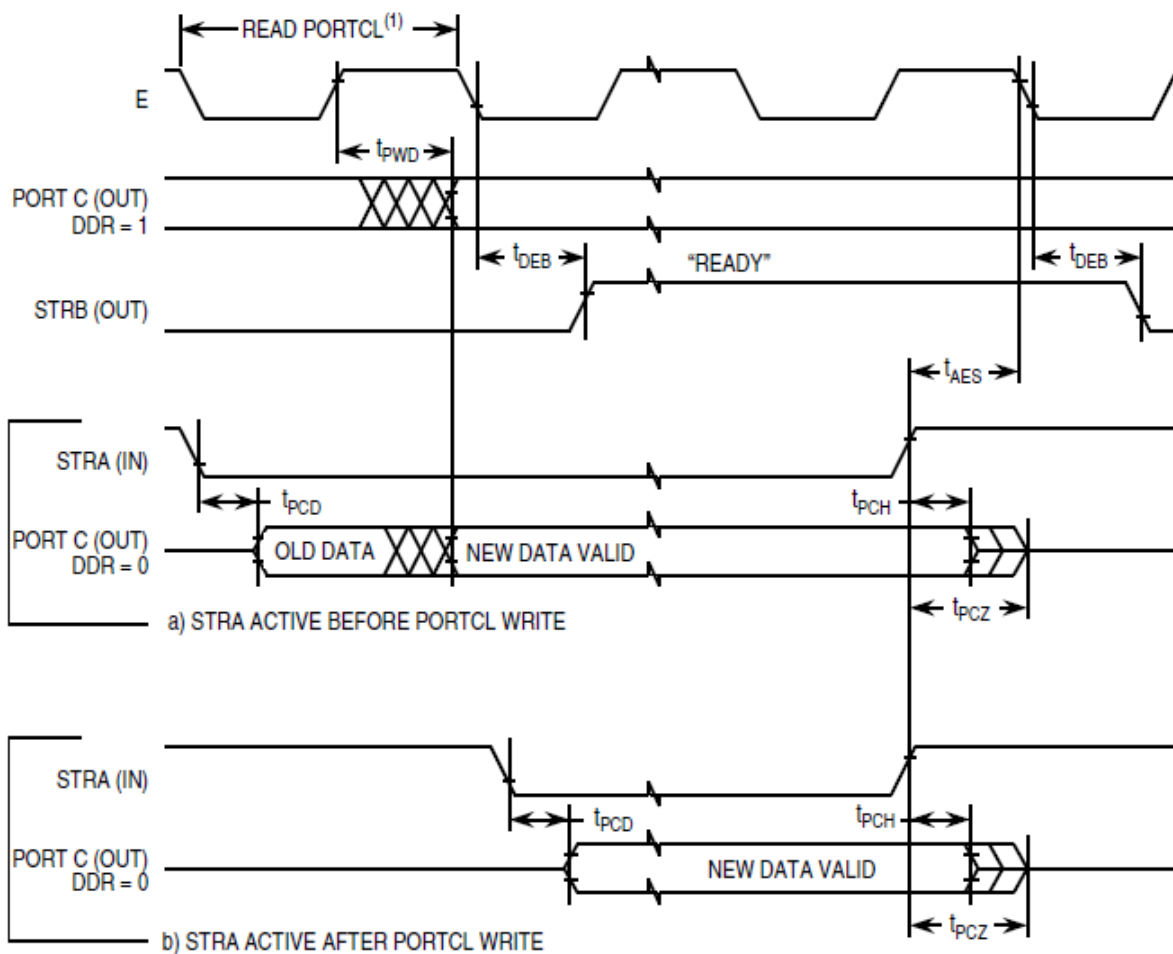 READ PORTCL(1)
E
tPWD
PORT C (OUT)
DDR = 1
tDEB
"READY"
tDEB
STRB (OUT)
tAES
STRA (IN)
tPCD
tPCH
PORT C (OUT)
DDR = 0
OLD DATA
NEW DATA VALID
tPCZ
a) STRA ACTIVE BEFORE PORTCL WRITE
STRA (IN)
tPCD
tPCH
PORT C (OUT)
DDR = 0
NEW DATA VALID
tPCZ
b) STRA ACTIVE AFTER PORTCL WRITE